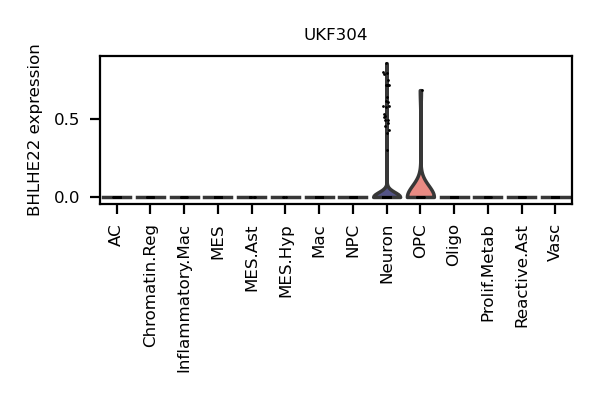 UKF304
BHLHE22 expression
0.5
0.0
AC
Chromatin.Reg
Inflammatory.Mac
MES
MES.Ast
MES.Hyp
Mac
NPC
Neuron
OPC
Oligo
Prolif.Metab
Reactive.Ast
Vasc